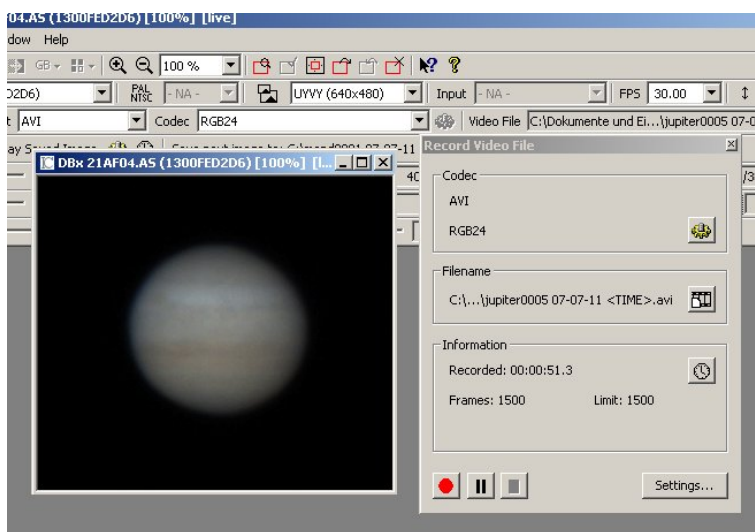 F04.AS (1300FED2D6) [100%] [live]
dow Help
GB 100 %
D2D6) PAL NTSC - NA - UYVY (640x480) Input - NA - FPS 30.00
t AVI Codec RGB24 Video File C:\Dokumente und Ei...\jupiter0005 07-0
DBx 21AF04.AS (1300FED2D6) [100%] [l...
Record Video File
Codec
AVI
RGB24
Filename
C:\...\jupiter0005 07-07-11 <TIME>.avi
Information
Recorded: 00:00:51.3
Frames: 1500 Limit: 1500
Settings...